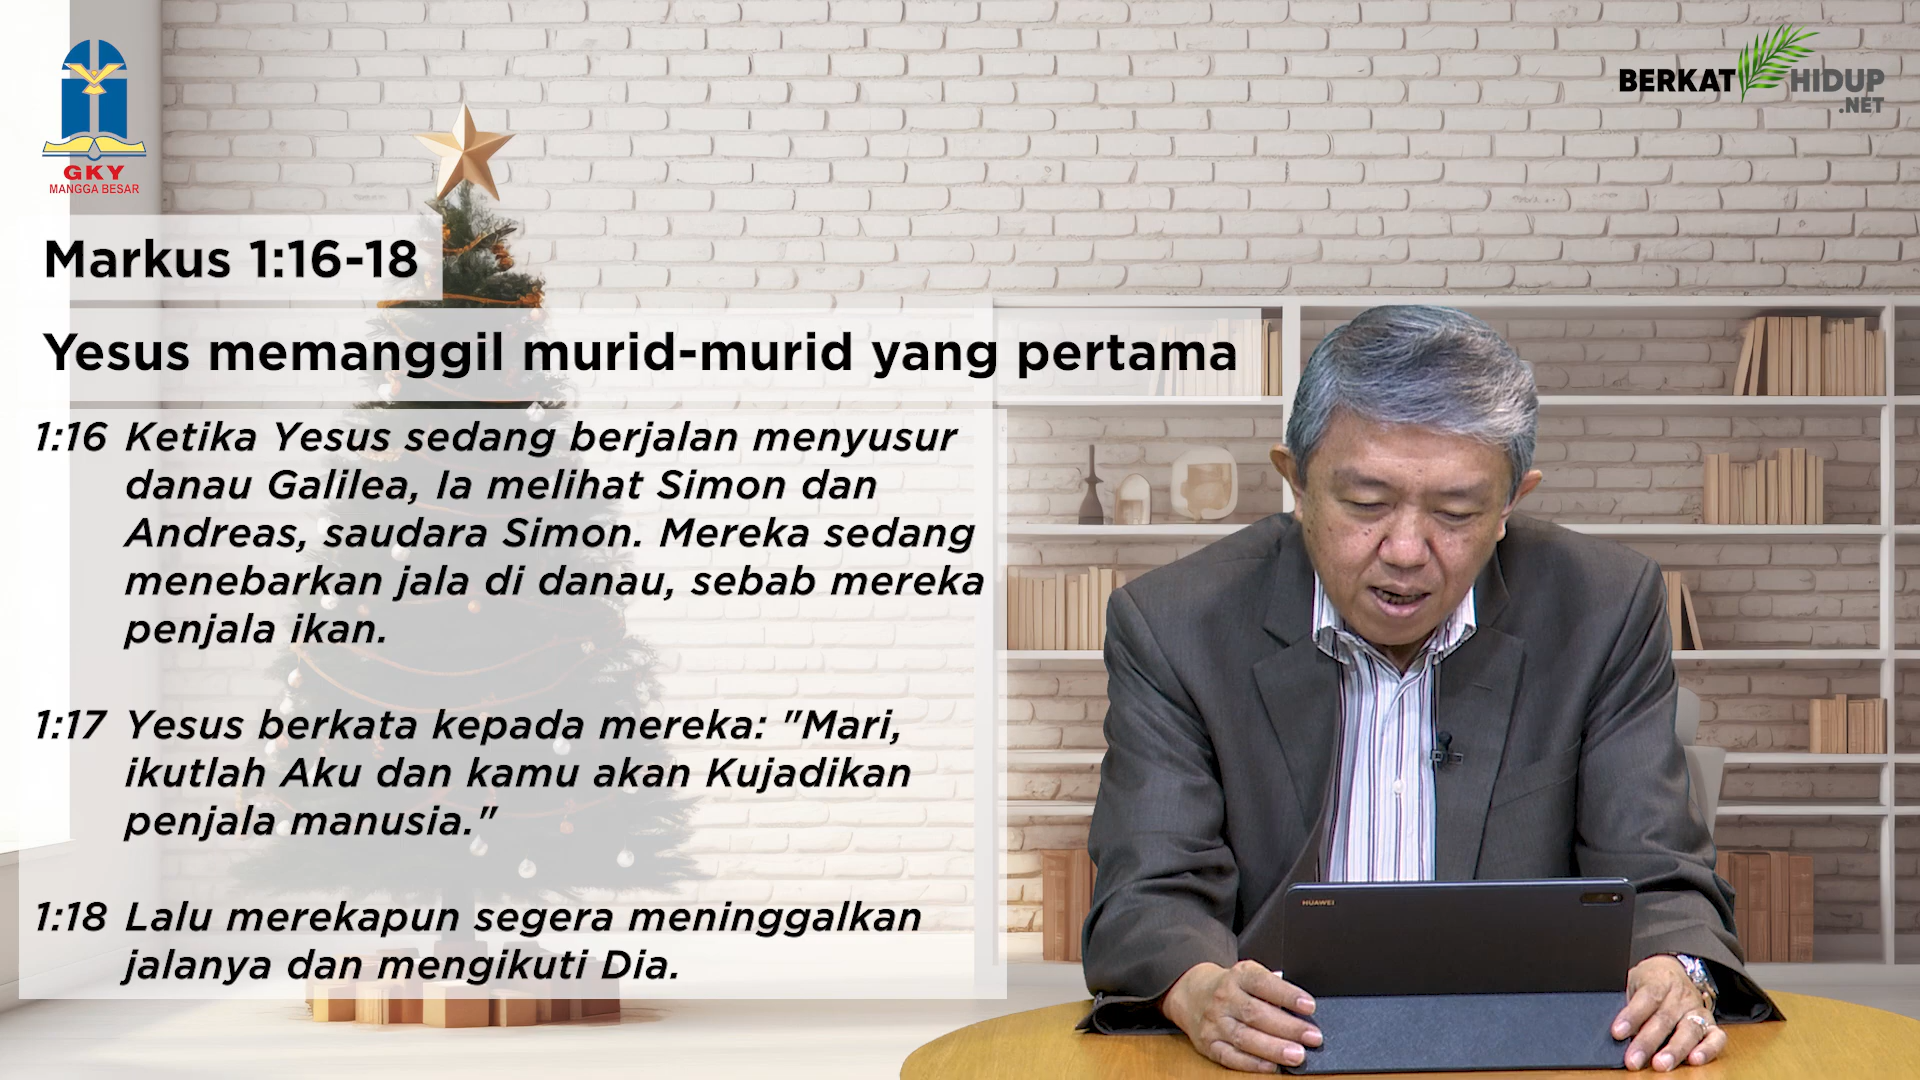 GKY
MANGGA BESAR
BERKAT HIDUP
.NET
Markus 1:16-18
Yesus memanggil murid-murid yang pertama
1:16 Ketika Yesus sedang berjalan menyusur
danau Galilea, Ia melihat Simon dan
Andreas, saudara Simon. Mereka sedang
menebarkan jala di danau, sebab mereka
penjala ikan.
1:17 Yesus berkata kepada mereka: "Mari,
ikutlah Aku dan kamu akan Kujadikan
penjala manusia."
1:18 Lalu merekapun segera meninggalkan
jalanya dan mengikuti Dia.
HUAWEI